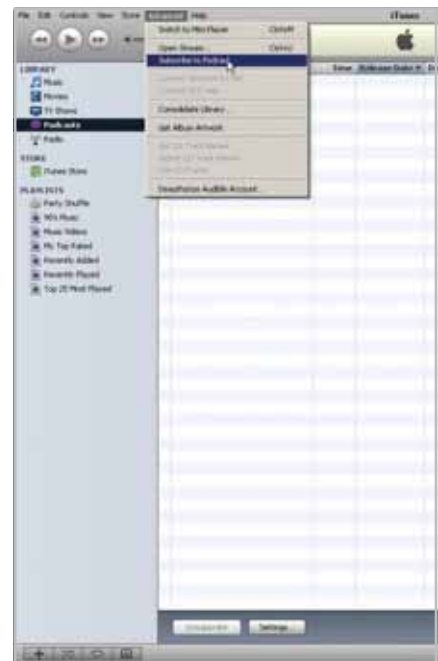 File Edit Controls View Store Advanced Help
iTunes
Switch to Mini Player Ctrl+M
Open Stream... Ctrl+U
Subscribe to Podcast...
Consolidate Library...
Get Album Artwork
Deauthorize Audible Account...
Time Release Date
LIBRARY
Music
Movies
TV Shows
Podcasts
Radio
STORE
iTunes Store
PLAYLISTS
Party Shuffle
90's Music
Music Videos
My Top Rated
Recently Added
Recently Played
Top 25 Most Played
Unsubscribe Settings...